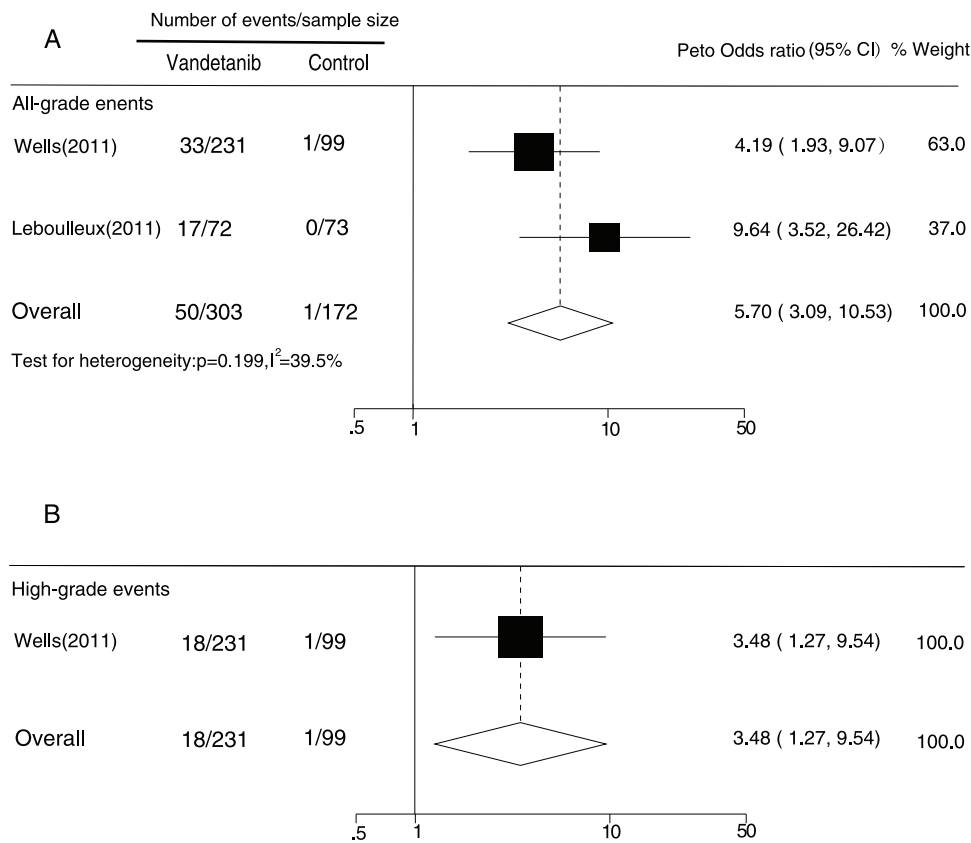 A
Number of events/sample size
Vandetanib Control Peto Odds ratio (95% CI) % Weight
All-grade enents
Wells(2011) 33/231 1/99 4.19 ( 1.93, 9.07) 63.0
Leboulleux(2011) 17/72 0/73 9.64 ( 3.52, 26.42) 37.0
Overall 50/303 1/172 5.70 ( 3.09, 10.53) 100.0
Test for heterogeneity:p=0.199,I²=39.5%
.5 1 10 50
B
High-grade events
Wells(2011) 18/231 1/99 3.48 ( 1.27, 9.54) 100.0
Overall 18/231 1/99 3.48 ( 1.27, 9.54) 100.0
.5 1 10 50